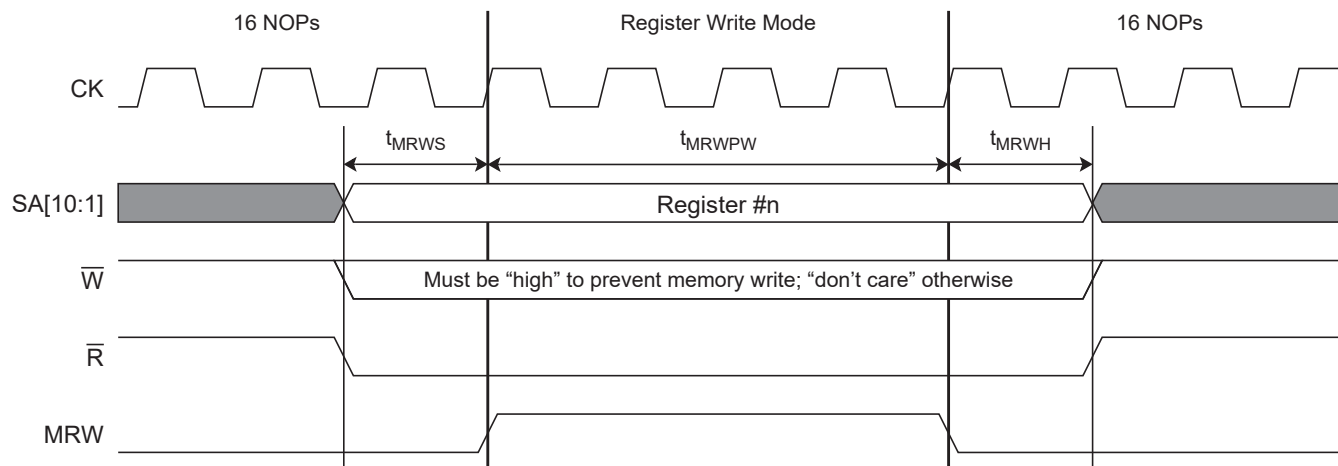 16 NOPs Register Write Mode 16 NOPs
CK
tMRWS tMRWPW tMRWH
SA[10:1] Register #n
W̅ Must be “high” to prevent memory write; “don’t care” otherwise
R̅
MRW